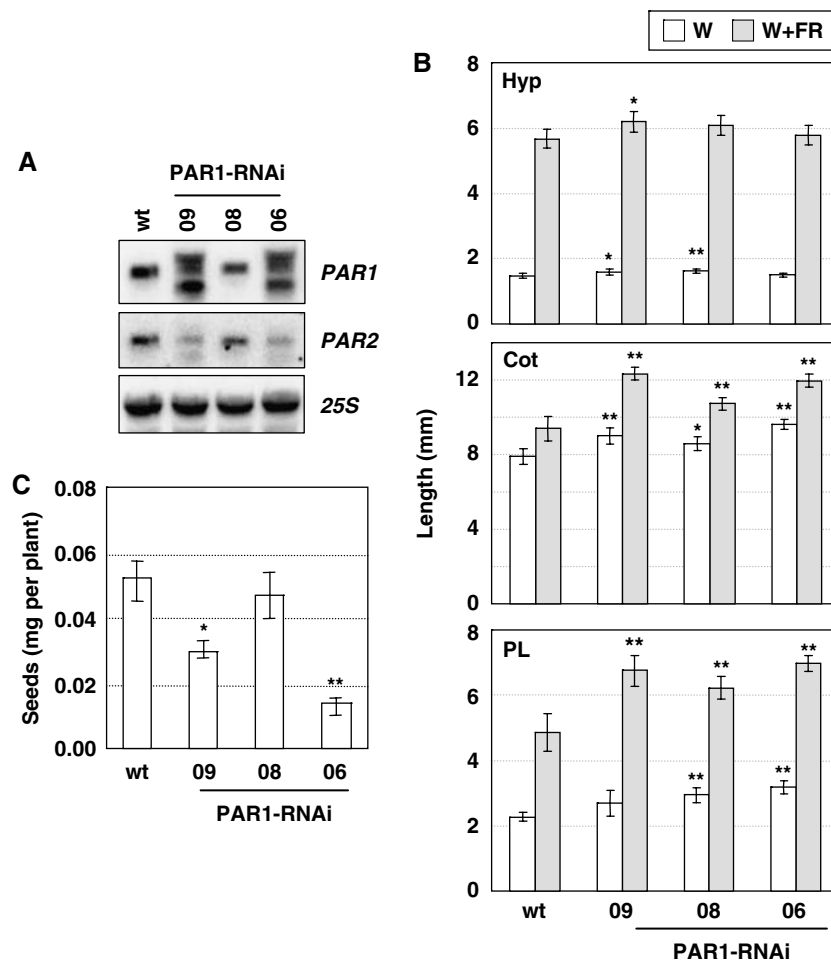 W W+FR
A
PAR1-RNAi
wt 09 08 06
PAR1
PAR2
25S
B
Hyp
8
6
4
2
0
* * **
Cot
12
8
4
0
** ** * ** ** **
PL
8
6
4
2
0
** ** ** ** **
Length (mm)
wt 09 08 06
PAR1-RNAi
C
0.08
0.06
0.04
0.02
0.00
* **
Seeds (mg per plant)
wt 09 08 06
PAR1-RNAi